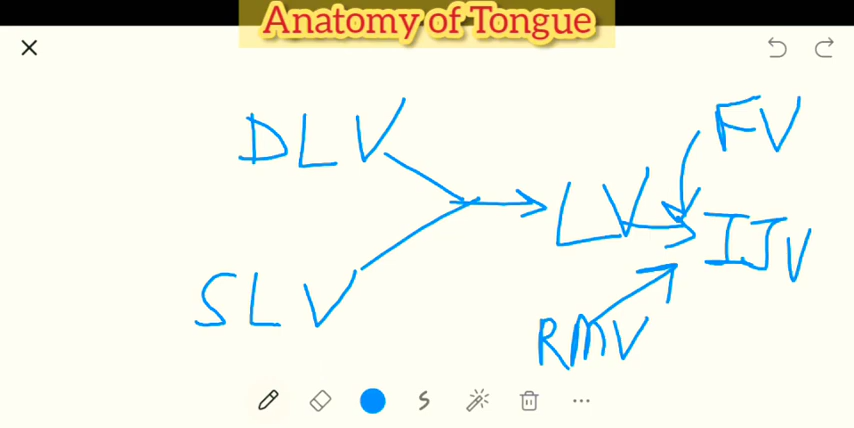 Anatomy of Tongue
DLV
FV
LV
IJV
SLV
RMV